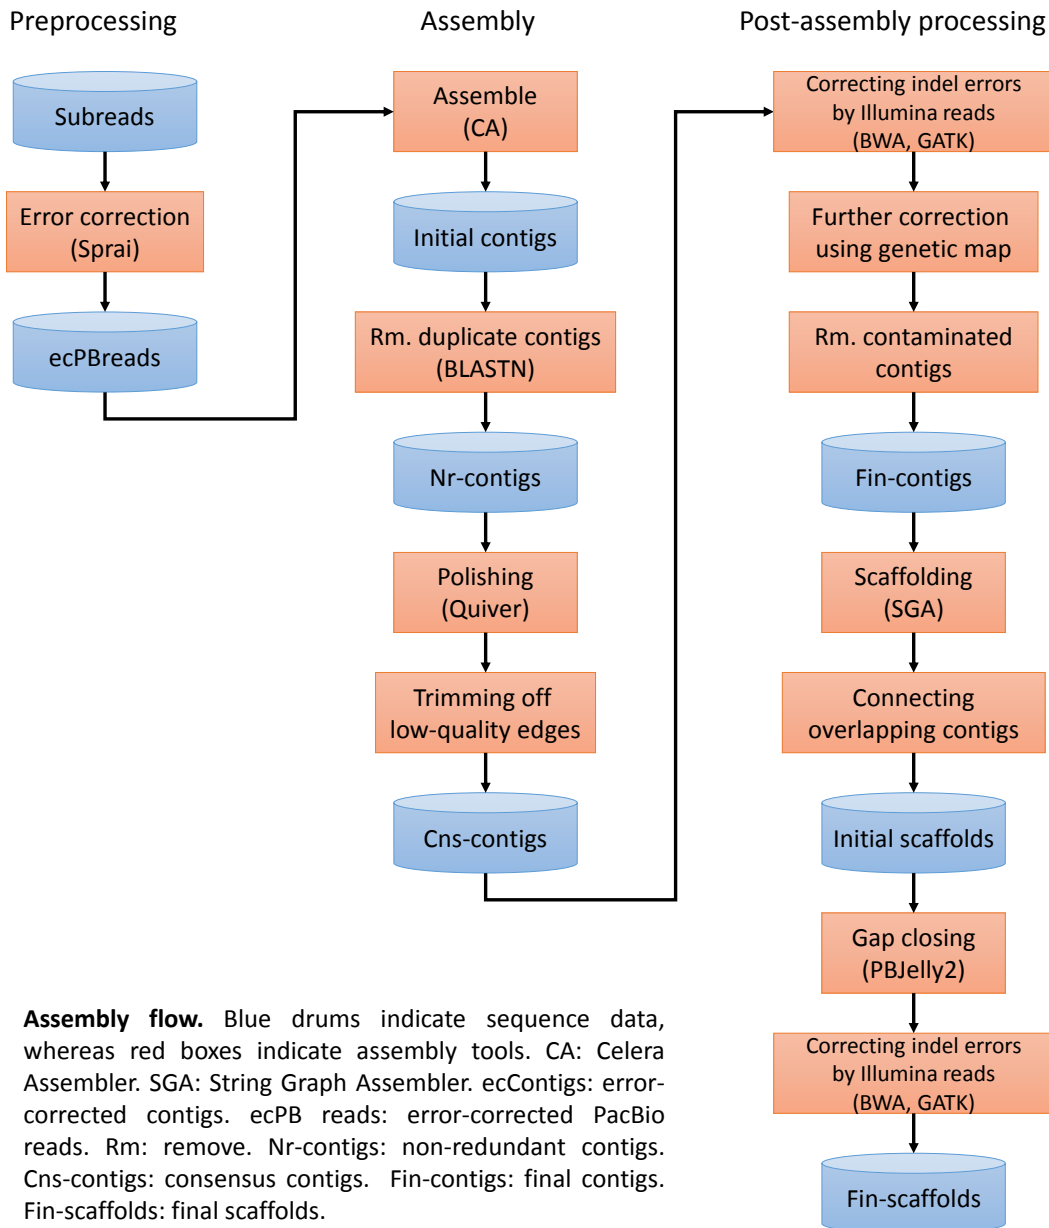 Preprocessing
Subreads
Error correction
(Sprai)
ecPBreads
Assembly
Assemble
(CA)
Initial contigs
Rm. duplicate contigs
(BLASTN)
Nr-contigs
Polishing
(Quiver)
Trimming off
low-quality edges
Cns-contigs
Post-assembly processing
Correcting indel errors
by Illumina reads
(BWA, GATK)
Further correction
using genetic map
Rm. contaminated
contigs
Fin-contigs
Scaffolding
(SGA)
Connecting
overlapping contigs
Initial scaffolds
Gap closing
(PBJelly2)
Correcting indel errors
by Illumina reads
(BWA, GATK)
Fin-scaffolds
Assembly flow. Blue drums indicate sequence data,
whereas red boxes indicate assembly tools. CA: Celera
Assembler. SGA: String Graph Assembler. ecContigs: error-
corrected contigs. ecPB reads: error-corrected PacBio
reads. Rm: remove. Nr-contigs: non-redundant contigs.
Cns-contigs: consensus contigs. Fin-contigs: final contigs.
Fin-scaffolds: final scaffolds.